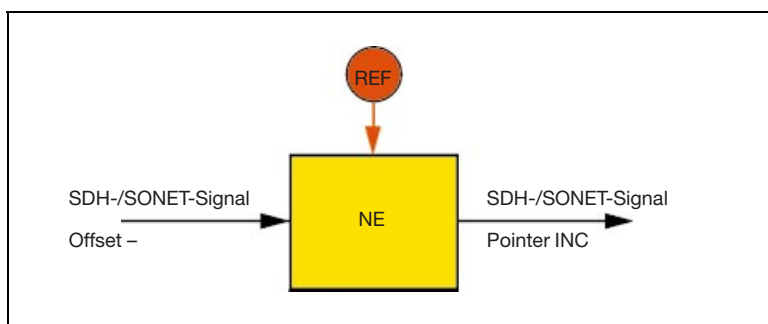 REF
SDH-/SONET-Signal
Offset –
NE
SDH-/SONET-Signal
Pointer INC